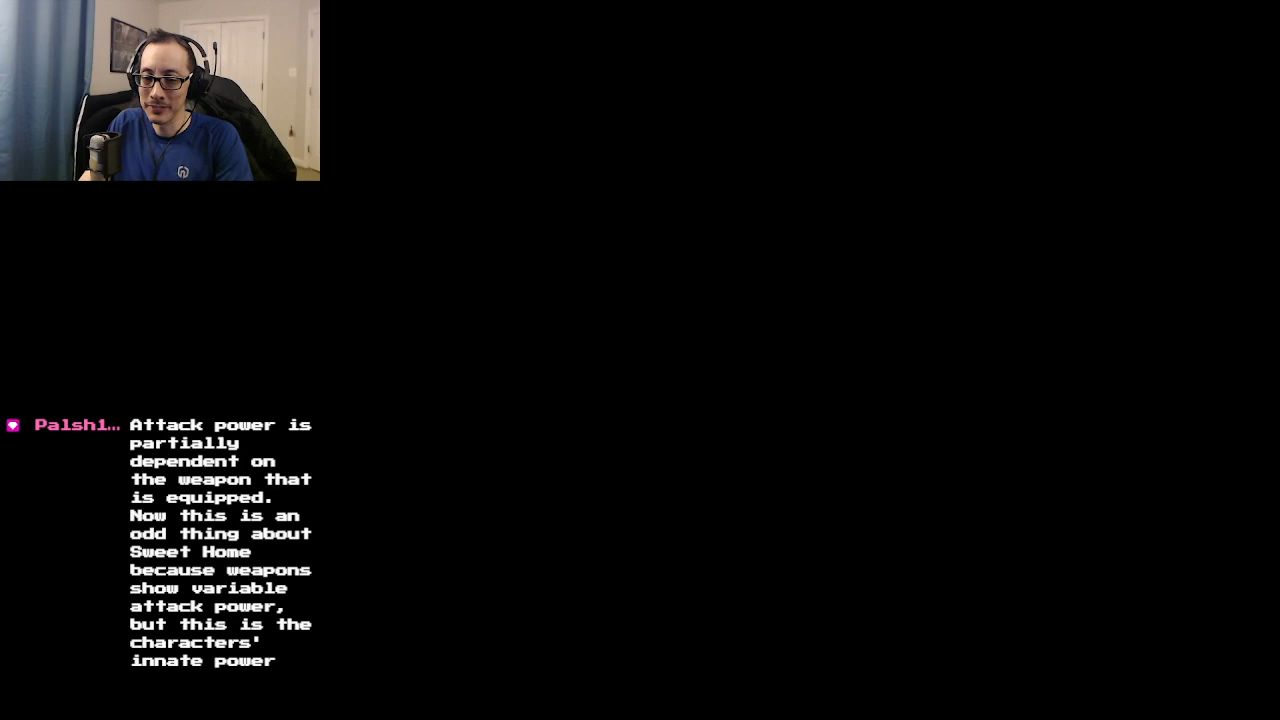 Palsh1… Attack power is
partially
dependent on
the weapon that
is equipped.
Now this is an
odd thing about
Sweet Home
because weapons
show variable
attack power,
but this is the
characters'
innate power